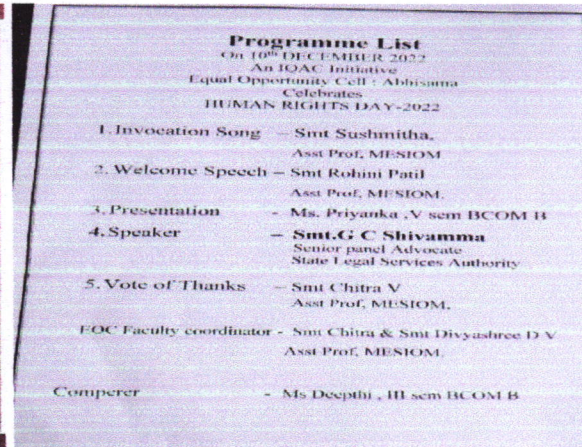 Programme List
On 10th DECEMBER 2022
An IQAC Initiative
Equal Opportunity Cell : Abhisama
Celebrates
HUMAN RIGHTS DAY-2022
1. Invocation Song – Smt Sushmitha,
Asst Prof, MESIOM
2. Welcome Speech – Smt Rohini Patil
Asst Prof, MESIOM.
3. Presentation - Ms. Priyanka ,V sem BCOM B
4. Speaker – Smt.G C Shivamma
Senior panel Advocate
State Legal Services Authority
5. Vote of Thanks – Smt Chitra V
Asst Prof, MESIOM,
EOC Faculty coordinator - Smt Chitra & Smt Divyashree D V
Asst Prof, MESIOM.
Comperer - Ms Deepthi , III sem BCOM B